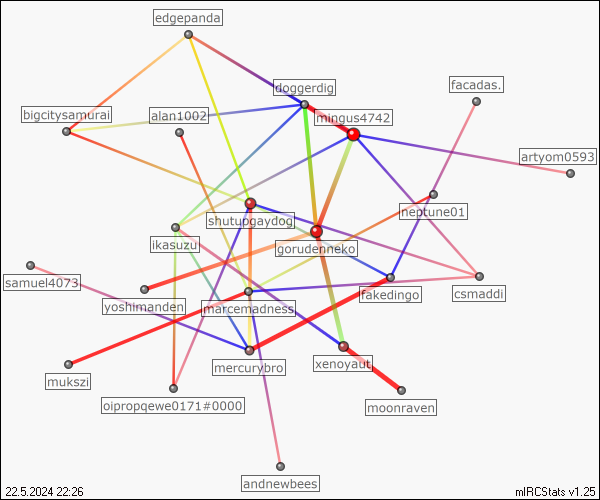 edgepanda
doggerdig
facadas.
bigcitysamurai
alan1002
mingus4742
artyom0593
shutupgaydog
neptune01
ikasuzu
gorudenneko
samuel4073
yoshimanden
marcemadness
fakedingo
csmaddi
mukszi
mercurybro
xenoyaut
oipropqewe0171#0000
moonraven
andnewbees
22.5.2024 22:26
mIRCStats v1.25